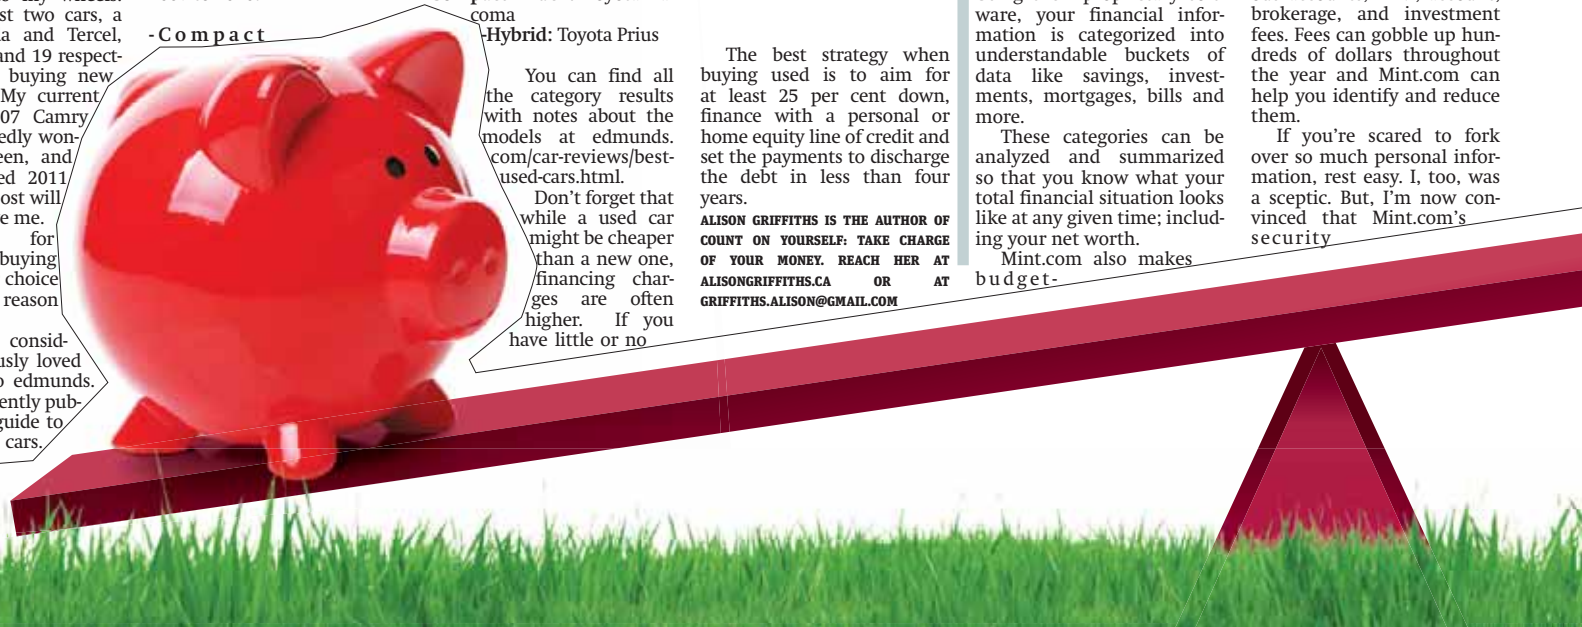 st two cars, a
and Tercel,
and 19 respect-
buying new
My current
07 Camry
edly won-
een, and
ed 2011
ost will
e me.
for
buying
choice
reason
consid-
usly loved
edmunds.
ently pub-
guide to
cars.
-Compact
coma
-Hybrid: Toyota Prius
You can find all
the category results
with notes about the
models at edmunds.
com/car-reviews/best-
used-cars.html.
Don't forget that
while a used car
might be cheaper
than a new one,
financing char-
ges are often
higher. If you
have little or no
The best strategy when
buying used is to aim for
at least 25 per cent down,
finance with a personal or
home equity line of credit and
set the payments to discharge
the debt in less than four
years.
ALISON GRIFFITHS IS THE AUTHOR OF
COUNT ON YOURSELF: TAKE CHARGE
OF YOUR MONEY. REACH HER AT
ALISONGRIFFITHS.CA OR AT
GRIFFITHS.ALISON@GMAIL.COM
ware, your financial infor-
mation is categorized into
understandable buckets of
data like savings, invest-
ments, mortgages, bills and
more.
These categories can be
analyzed and summarized
so that you know what your
total financial situation looks
like at any given time; includ-
ing your net worth.
Mint.com also makes
budget-
brokerage, and investment
fees. Fees can gobble up hun-
dreds of dollars throughout
the year and Mint.com can
help you identify and reduce
them.
If you're scared to fork
over so much personal infor-
mation, rest easy. I, too, was
a sceptic. But, I'm now con-
vinced that Mint.com's
security